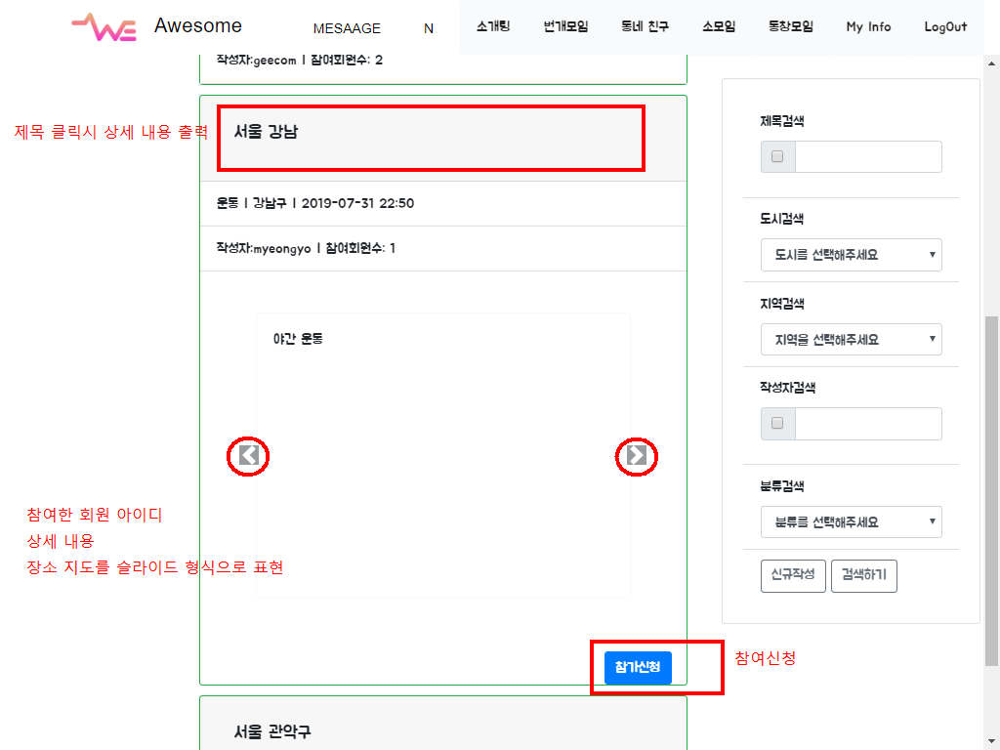 WE Awesome MESAAGE N 소개팅 번개모임 동네 친구 소모임 동창모임 My Info LogOut
작성자:geecom | 참여회원수: 2
제목 클릭시 상세 내용 출력
서울 강남
운동 | 강남구 | 2019-07-31 22:50
작성자:myeongyo | 참여회원수: 1
야간 운동
참여한 회원 아이디
상세 내용
장소 지도를 슬라이드 형식으로 표현
참가신청
참여신청
서울 관악구
제목검색
도시검색
도시를 선택해주세요
지역검색
지역을 선택해주세요
작성자검색
분류검색
분류를 선택해주세요
신규작성 검색하기